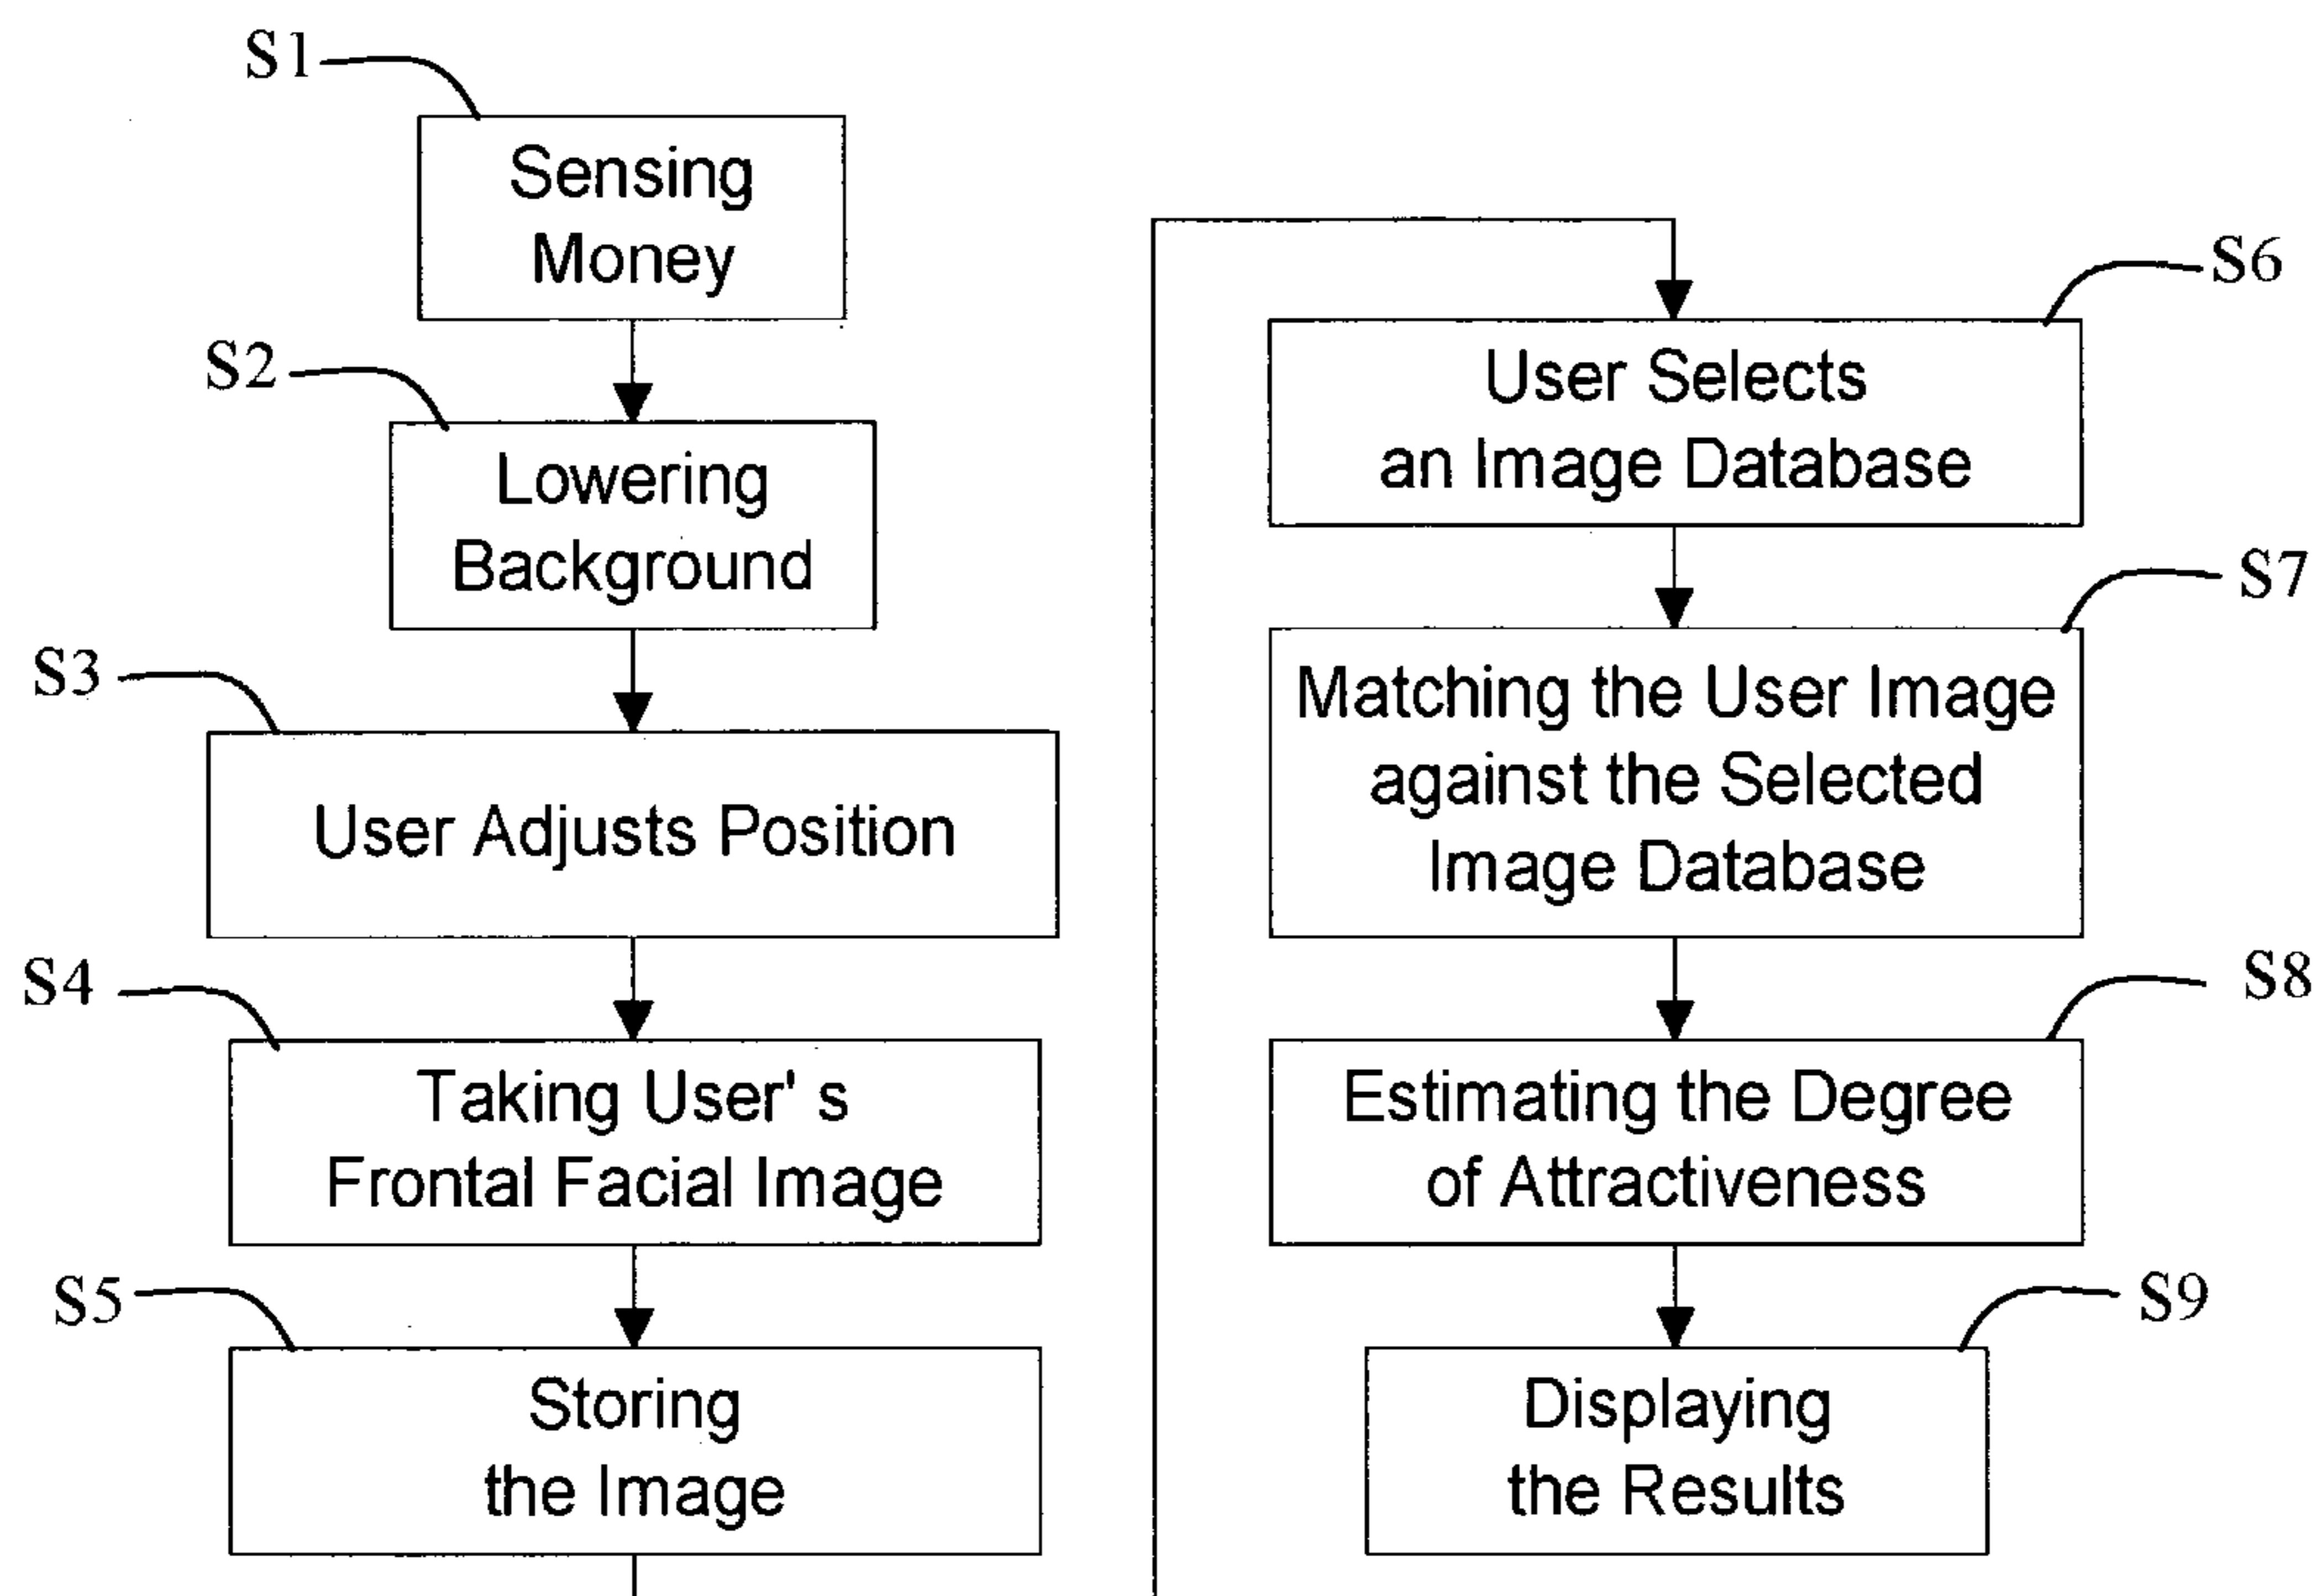 S1
Sensing
Money
S2
Lowering
Background
S3
User Adjusts Position
S4
Taking User' s
Frontal Facial Image
S5
Storing
the Image
S6
User Selects
an Image Database
S7
Matching the User Image
against the Selected
Image Database
S8
Estimating the Degree
of Attractiveness
S9
Displaying
the Results